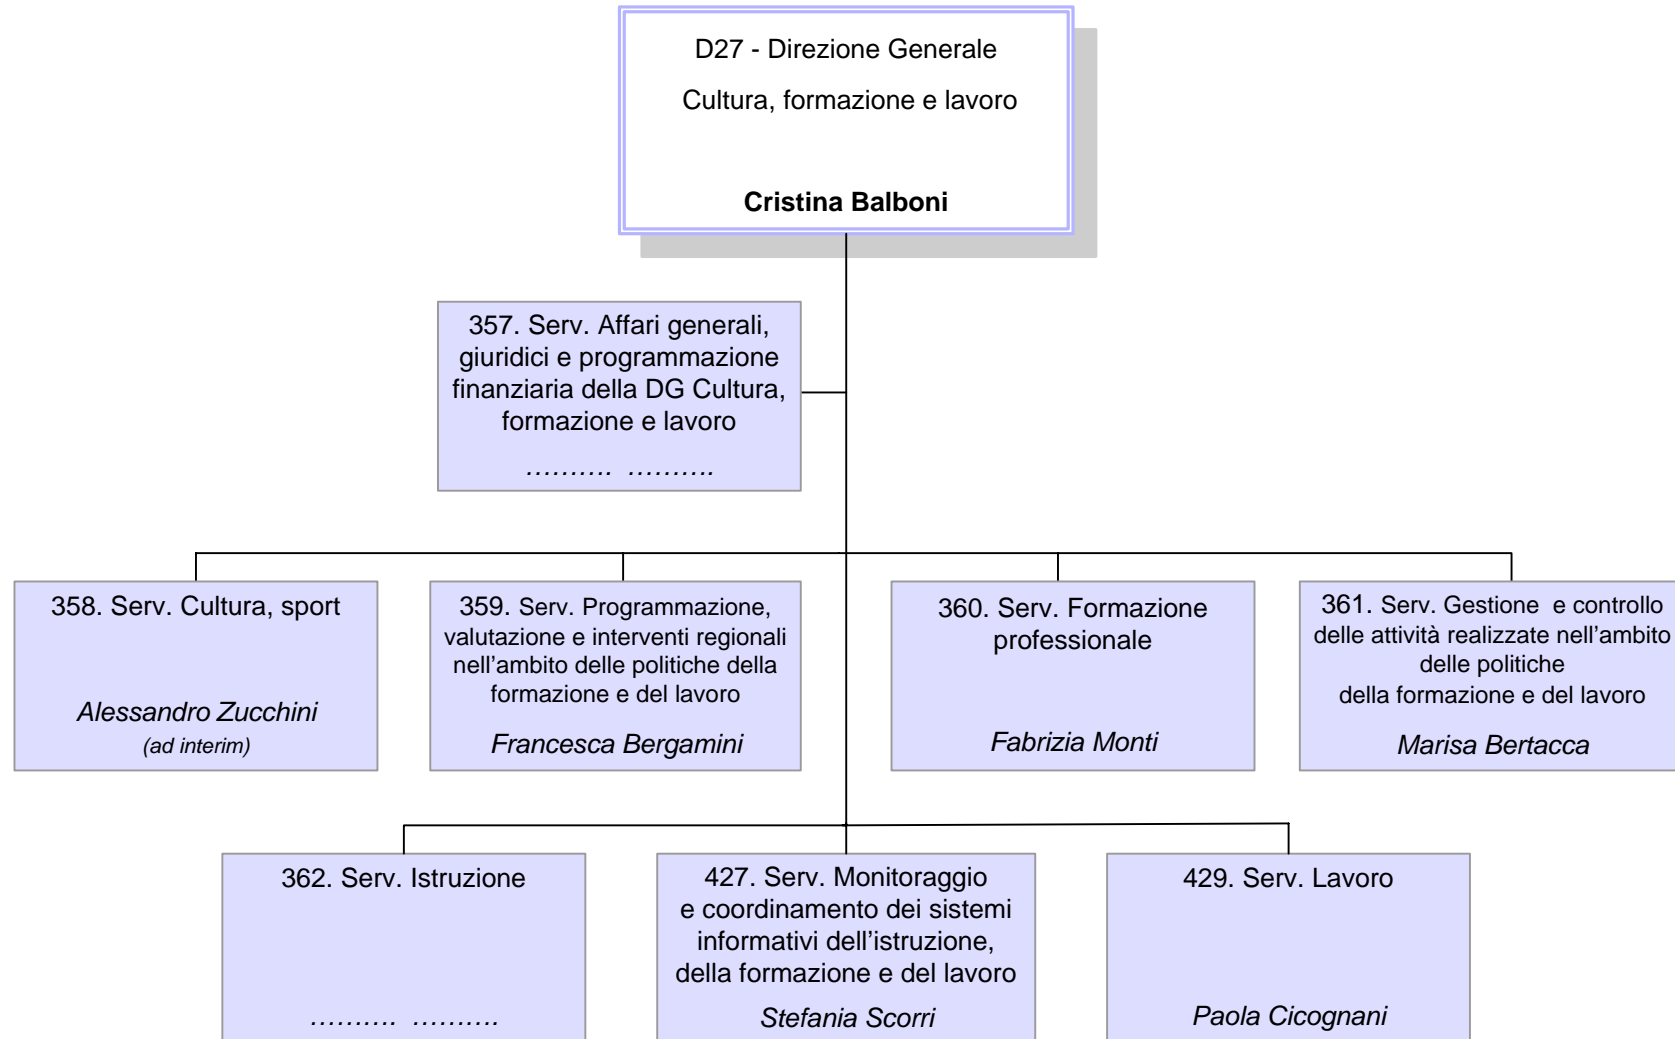 D27 - Direzione Generale
Cultura, formazione e lavoro
Cristina Balboni
357. Serv. Affari generali,
giuridici e programmazione
finanziaria della DG Cultura,
formazione e lavoro
………. ……….
358. Serv. Cultura, sport
Alessandro Zucchini
(ad interim)
359. Serv. Programmazione,
valutazione e interventi regionali
nell’ambito delle politiche della
formazione e del lavoro
Francesca Bergamini
360. Serv. Formazione
professionale
Fabrizia Monti
361. Serv. Gestione e controllo
delle attività realizzate nell’ambito
delle politiche
della formazione e del lavoro
Marisa Bertacca
362. Serv. Istruzione
………. ……….
427. Serv. Monitoraggio
e coordinamento dei sistemi
informativi dell’istruzione,
della formazione e del lavoro
Stefania Scorri
429. Serv. Lavoro
Paola Cicognani